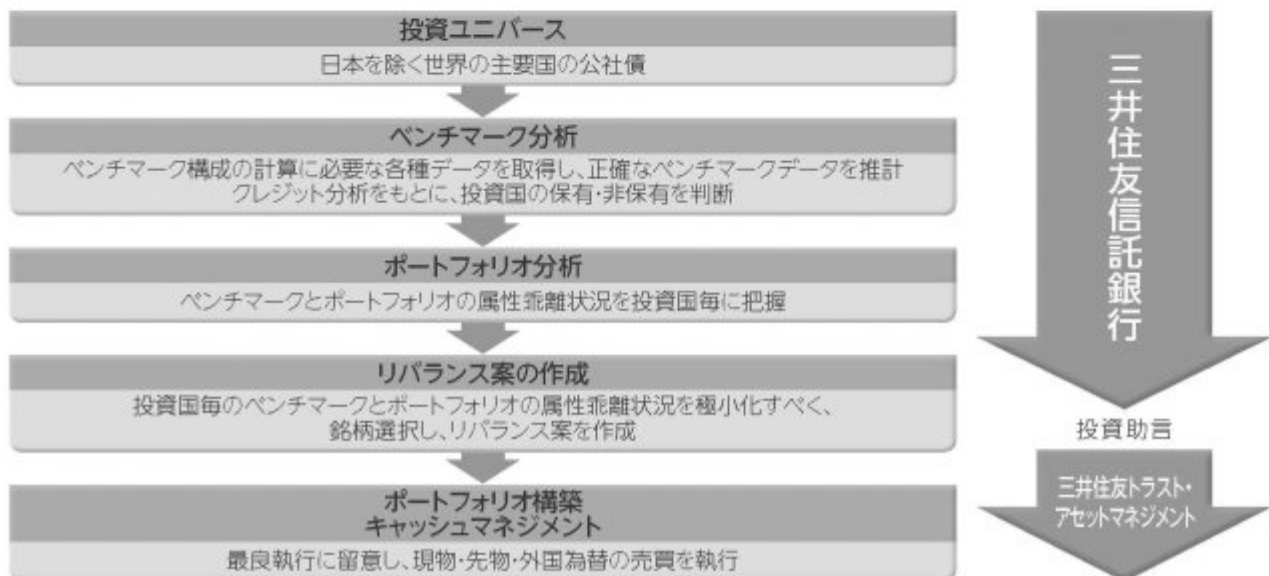 投資ユニバース
日本を除く世界の主要国の公社債
ベンチマーク分析
ベンチマーク構成の計算に必要な各種データを取得し、正確なベンチマークデータを推計
クレジット分析をもとに、投資国の保有・非保有を判断
ポートフォリオ分析
ベンチマークとポートフォリオの属性乖離状況を投資国毎に把握
リバランス案の作成
投資国毎のベンチマークとポートフォリオの属性乖離状況を極小化すべく、
銘柄選択し、リバランス案を作成
ポートフォリオ構築
キャッシュマネジメント
最良執行に留意し、現物・先物・外国為替の売買を執行
三井住友信託銀行
投資助言
三井住友トラスト・
アセットマネジメント